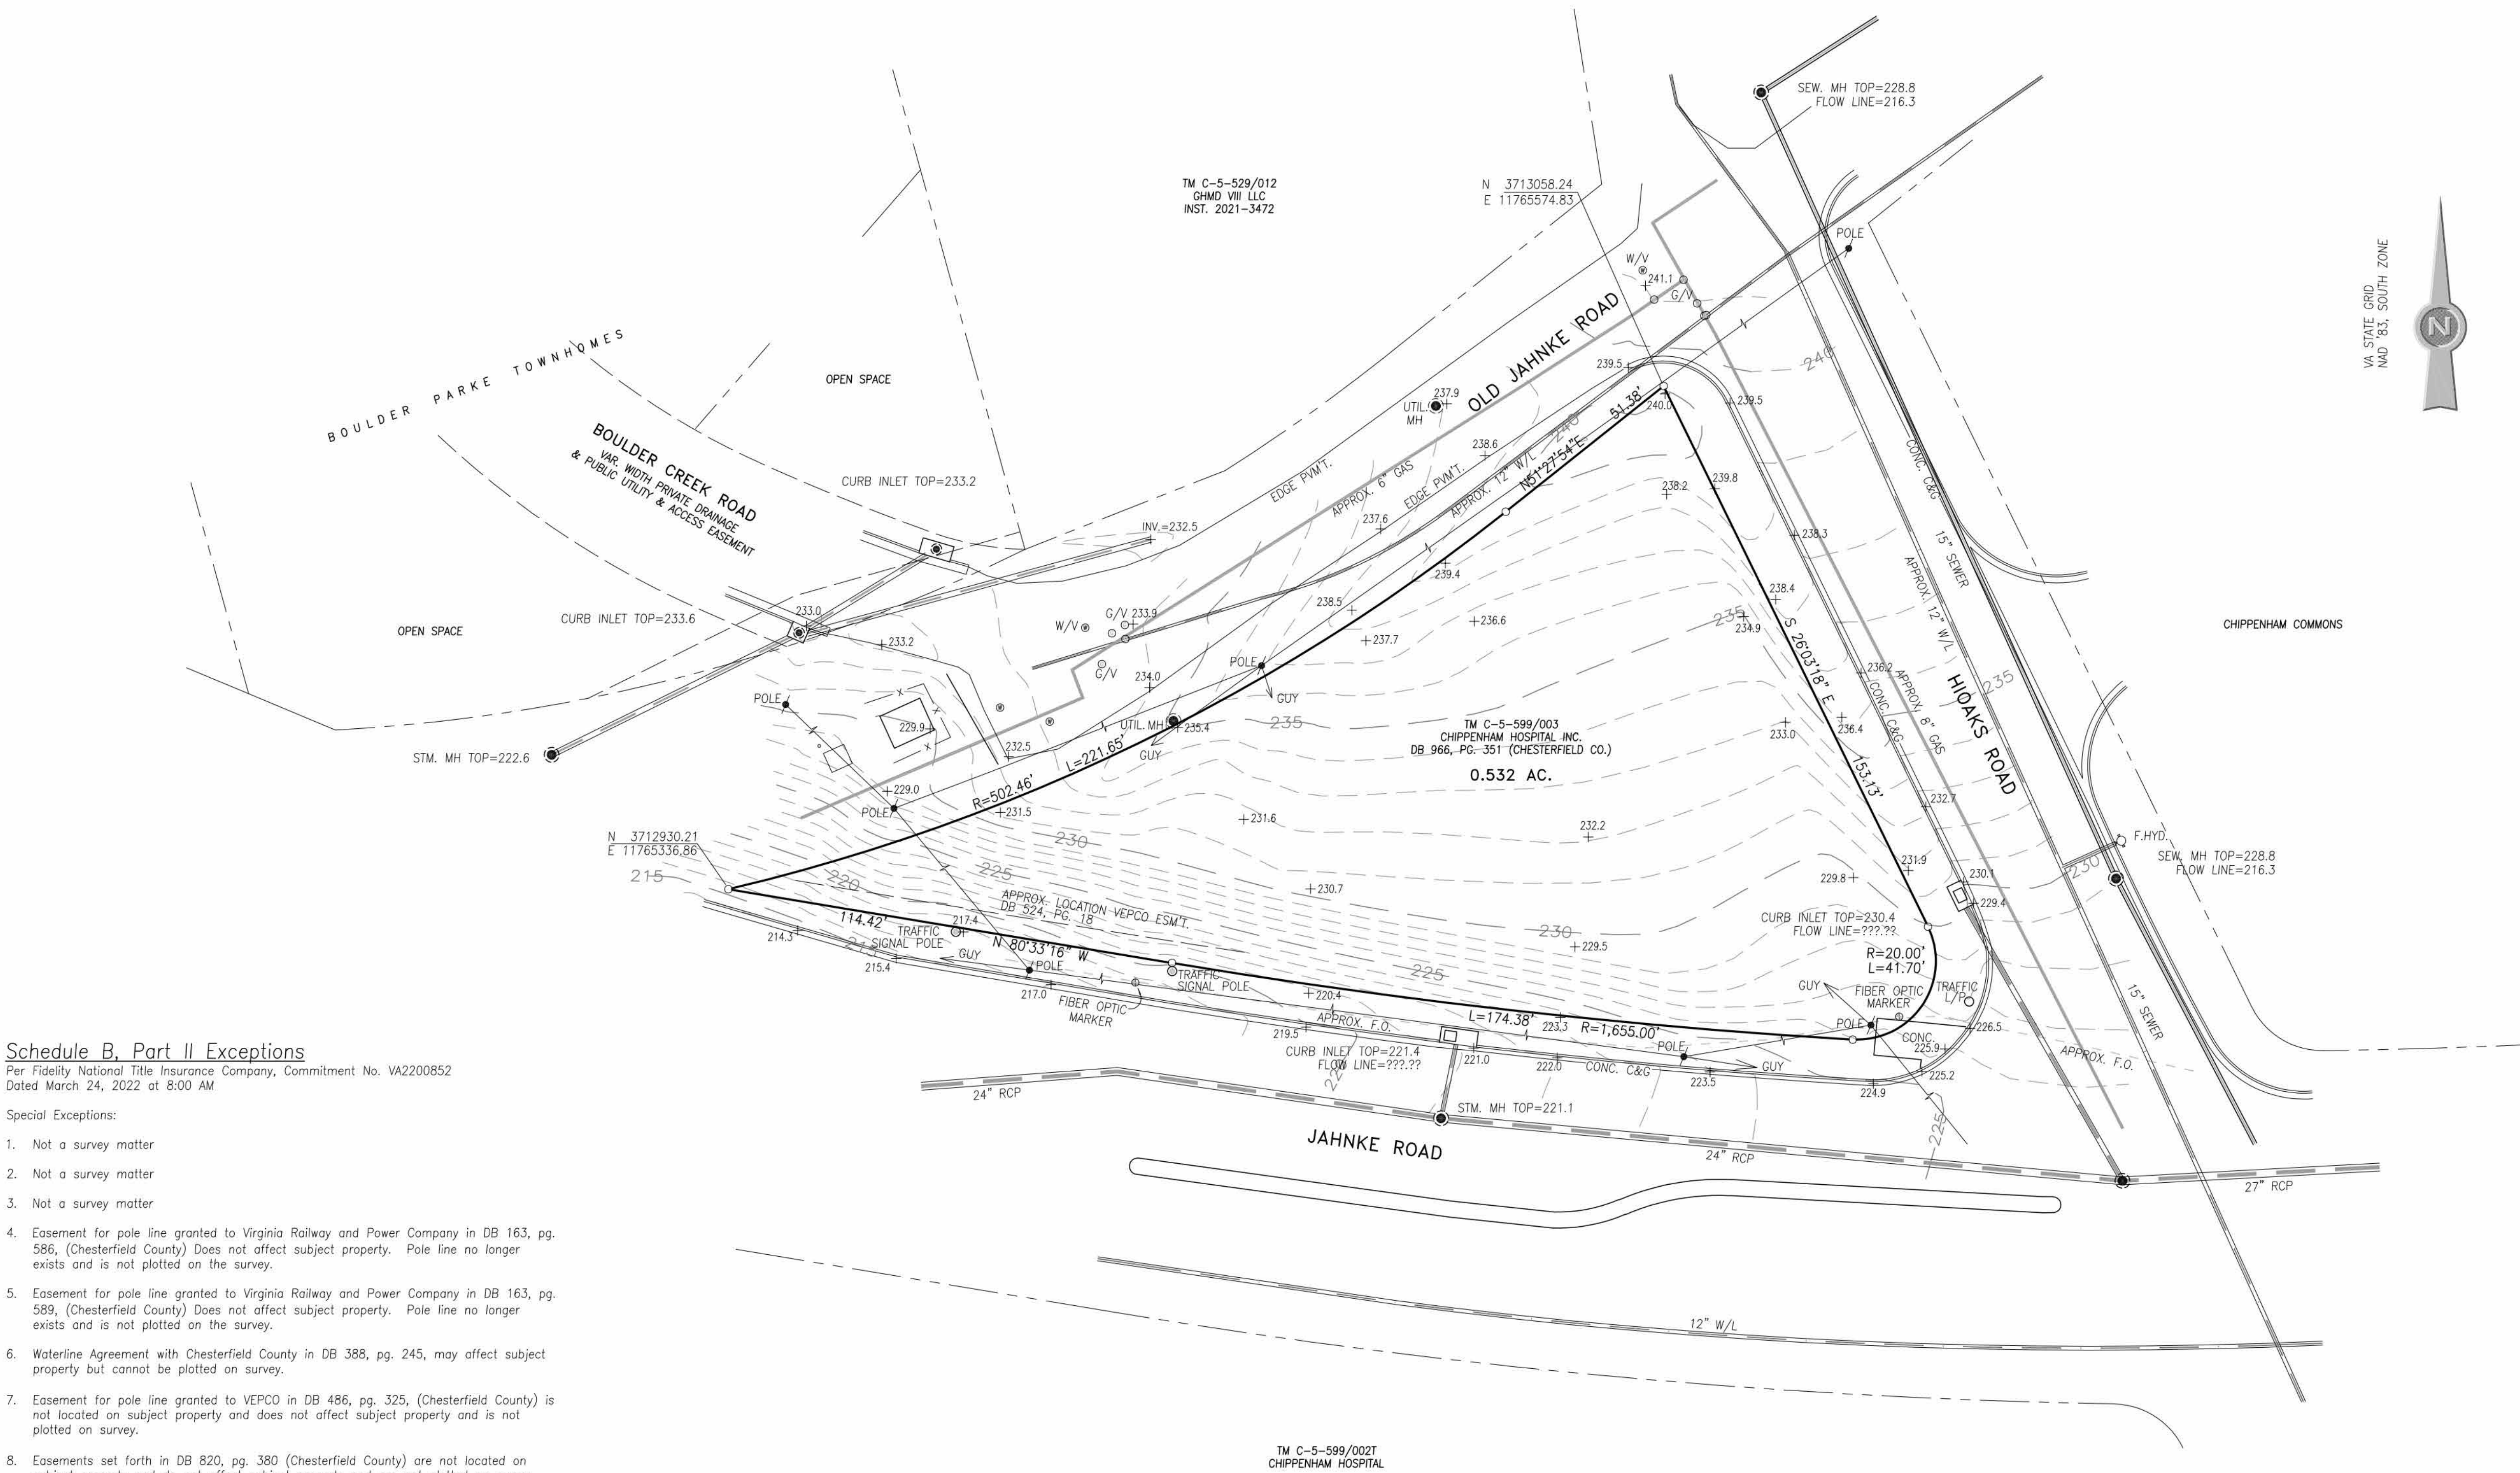 SEW. MH TOP=228.8
FLOW LINE=216.3
TM C-5-529/012
GHMD VIII LLC
INST. 2021-3472
N 3713058.24
E 11765574.83
POLE
VA STATE GRID
NAD '83, SOUTH ZONE
N
W/V
241.1
G/V
OLD JAHNKE ROAD
BOULDER PARKE TOWNHOMES
OPEN SPACE
BOULDER CREEK ROAD
VAR. WIDTH PRIVATE DRAINAGE
& PUBLIC UTILITY & ACCESS EASEMENT
CURB INLET TOP=233.2
INV.=232.5
EDGE PVM'T.
APPROX. 6" GAS
EDGE PVM'T.
APPROX. 12" W/L
UTIL. MH
237.9
239.5
240
51.38'
240.0
N51°27'54"E
239.5
240
238.6
237.6
238.2
239.8
238.3
239.4
238.5
237.7
236.6
238.4
235
234.9
CONC. C&G
15" SEWER
APPROX. 12" W/L
HIOAKS ROAD
235
CHIPPENHAM COMMONS
OPEN SPACE
CURB INLET TOP=233.6
233.0
233.2
W/V
G/V 233.9
G/V
234.0
POLE
GUY
POLE
229.9
UTIL. MH
235.4
235
GUY
232.5
STM. MH TOP=222.6
L=221.65'
R=502.46'
229.0
POLE
231.5
TM C-5-599/003
CHIPPENHAM HOSPITAL INC.
DB 966, PG. 351 (CHESTERFIELD CO.)
0.532 AC.
S 26°03'18" E
153.13'
236.2
236.4
233.0
CONC. C&G
APPROX. 8" GAS
232.7
232.2
231.6
231.9
230.1
229.4
F.HYD.
230
SEW. MH TOP=228.8
FLOW LINE=216.3
N 3712930.21
E 11765336.86
215
220
225
230
230.7
229.8
APPROX. LOCATION VEPCO ESM'T.
DB 524, PG. 18
114.42'
217.4
TRAFFIC
SIGNAL POLE
N 80°33'16" W
214.3
215
215.4
GUY
POLE
217.0
FIBER OPTIC
MARKER
TRAFFIC
SIGNAL POLE
230
229.5
225
CURB INLET TOP=230.4
FLOW LINE=???.??
R=20.00'
L=41.70'
GUY
FIBER OPTIC
MARKER
TRAFFIC
L/P
POLE
CONC.
226.5
225.9
225.2
224.9
APPROX. F.O.
15" SEWER
220.4
219.5
APPROX. F.O.
L=174.38'
223.3
R=1,655.00'
POLE
GUY
CURB INLET TOP=221.4
FLOW LINE=???.??
221.0
222.0
CONC. C&G
223.5
225
24" RCP
STM. MH TOP=221.1
JAHNKE ROAD
24" RCP
27" RCP
12" W/L
TM C-5-599/002T
CHIPPENHAM HOSPITAL
Schedule B, Part II Exceptions
Per Fidelity National Title Insurance Company, Commitment No. VA2200852
Dated March 24, 2022 at 8:00 AM
Special Exceptions:
1. Not a survey matter
2. Not a survey matter
3. Not a survey matter
4. Easement for pole line granted to Virginia Railway and Power Company in DB 163, pg.
586, (Chesterfield County) Does not affect subject property. Pole line no longer
exists and is not plotted on the survey.
5. Easement for pole line granted to Virginia Railway and Power Company in DB 163, pg.
589, (Chesterfield County) Does not affect subject property. Pole line no longer
exists and is not plotted on the survey.
6. Waterline Agreement with Chesterfield County in DB 388, pg. 245, may affect subject
property but cannot be plotted on survey.
7. Easement for pole line granted to VEPCO in DB 486, pg. 325, (Chesterfield County) is
not located on subject property and does not affect subject property and is not
plotted on survey.
8. Easements set forth in DB 820, pg. 380 (Chesterfield County) are not located on